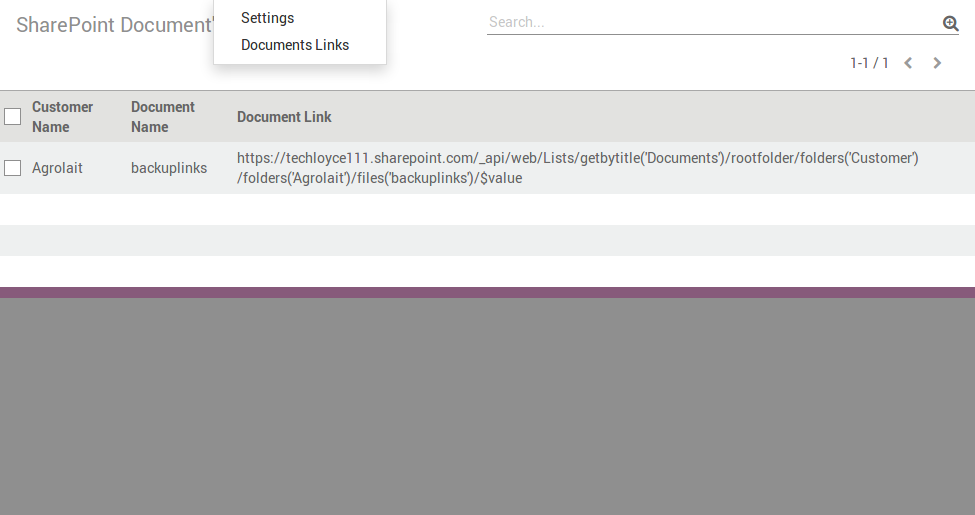 SharePoint Document'
Settings
Documents Links
Search...
1-1 / 1
Customer Name
Document Name
Document Link
Agrolait
backuplinks
https://techloyce111.sharepoint.com/_api/web/Lists/getbytitle('Documents')/rootfolder/folders('Customer')
/folders('Agrolait')/files('backuplinks')/$value